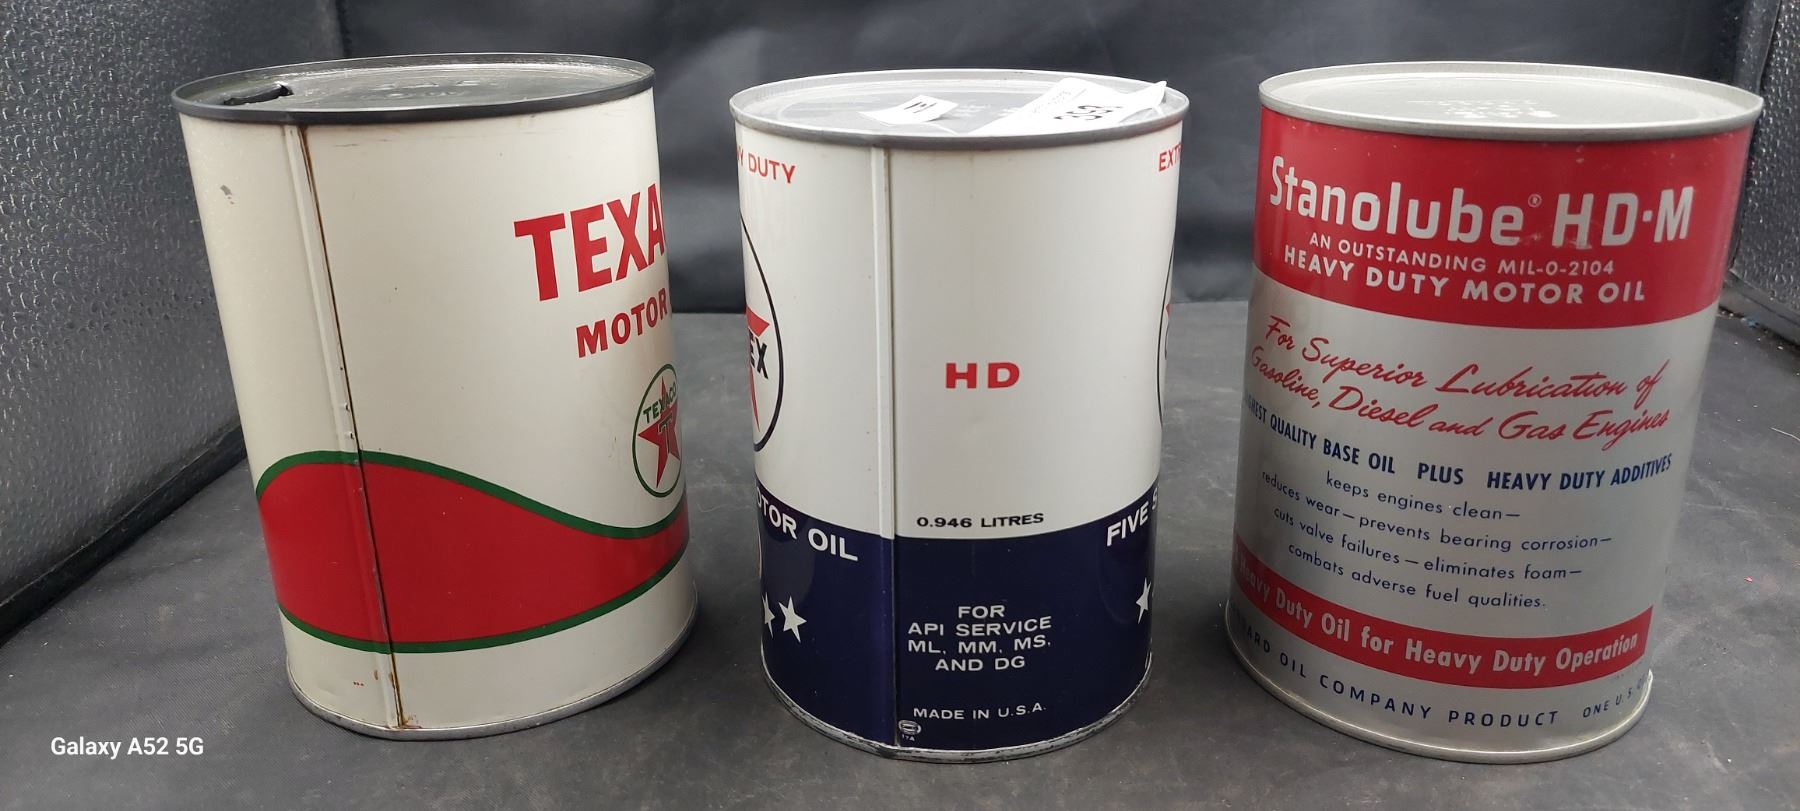 TEXA
MOTOR
TEXACO
T
DUTY
EX
OTOR OIL
HD
0.946 LITRES
FOR
API SERVICE
ML, MM, MS,
AND DG
MADE IN U.S.A.
FIVE
Stanolube® HD·M
AN OUTSTANDING MIL-O-2104
HEAVY DUTY MOTOR OIL
For Superior Lubrication of
Gasoline, Diesel and Gas Engines
QUALITY BASE OIL PLUS HEAVY DUTY ADDITIVES
keeps engines clean—
reduces wear—prevents bearing corrosion—
cuts valve failures—eliminates foam—
combats adverse fuel qualities.
Heavy Duty Oil for Heavy Duty Operation
OIL COMPANY PRODUCT ONE U.S.
Galaxy A52 5G